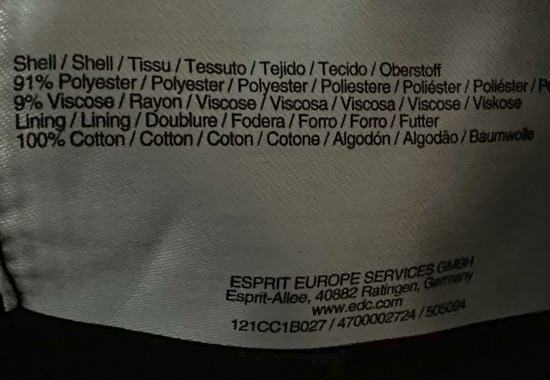 Shell / Shell / Tissu / Tessuto / Tejido / Tecido / Oberstoff
91% Polyester / Polyester / Polyester / Poliestere / Poliéster / Poliéster /
9% Viscose / Rayon / Viscose / Viscosa / Viscosa / Viscose / Viskose
Lining / Lining / Doublure / Fodera / Forro / Forro / Futter
100% Cotton / Cotton / Coton / Cotone / Algodón / Algodão / Baumwolle
ESPRIT EUROPE SERVICES GMBH
Esprit-Allee, 40882 Ratingen, Germany
www.edc.com
121CC1B027 / 4700002724 / 505094